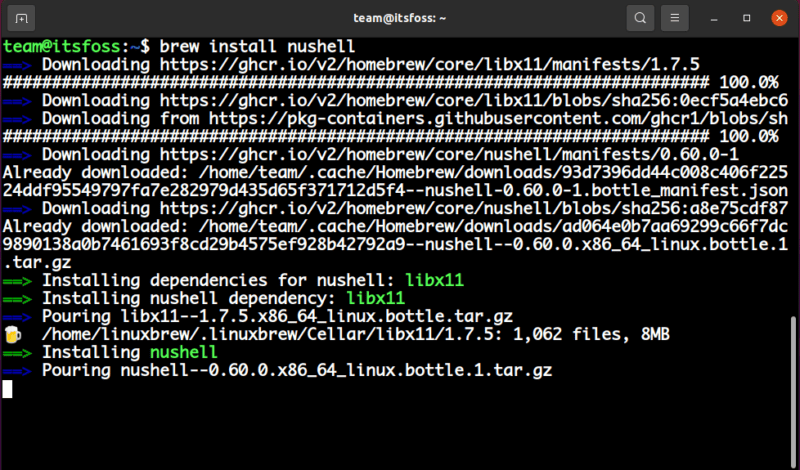 team@itsfoss: ~
team@itsfoss:~$ brew install nushell
==> Downloading https://ghcr.io/v2/homebrew/core/libx11/manifests/1.7.5
######################################################################## 100.0%
==> Downloading https://ghcr.io/v2/homebrew/core/libx11/blobs/sha256:0ecf5a4ebc6
==> Downloading from https://pkg-containers.githubusercontent.com/ghcr1/blobs/sh
######################################################################## 100.0%
==> Downloading https://ghcr.io/v2/homebrew/core/nushell/manifests/0.60.0-1
Already downloaded: /home/team/.cache/Homebrew/downloads/93d7396dd44c008c406f225
24ddf95549797fa7e282979d435d65f371712d5f4--nushell-0.60.0-1.bottle_manifest.json
==> Downloading https://ghcr.io/v2/homebrew/core/nushell/blobs/sha256:a8e75cdf87
Already downloaded: /home/team/.cache/Homebrew/downloads/ad064e0b7aa69299c66f7dc
9890138a0b7461693f8cd29b4575ef928b42792a9--nushell--0.60.0.x86_64_linux.bottle.1
.tar.gz
==> Installing dependencies for nushell: libx11
==> Installing nushell dependency: libx11
==> Pouring libx11--1.7.5.x86_64_linux.bottle.tar.gz
🍺 /home/linuxbrew/.linuxbrew/Cellar/libx11/1.7.5: 1,062 files, 8MB
==> Installing nushell
==> Pouring nushell--0.60.0.x86_64_linux.bottle.1.tar.gz